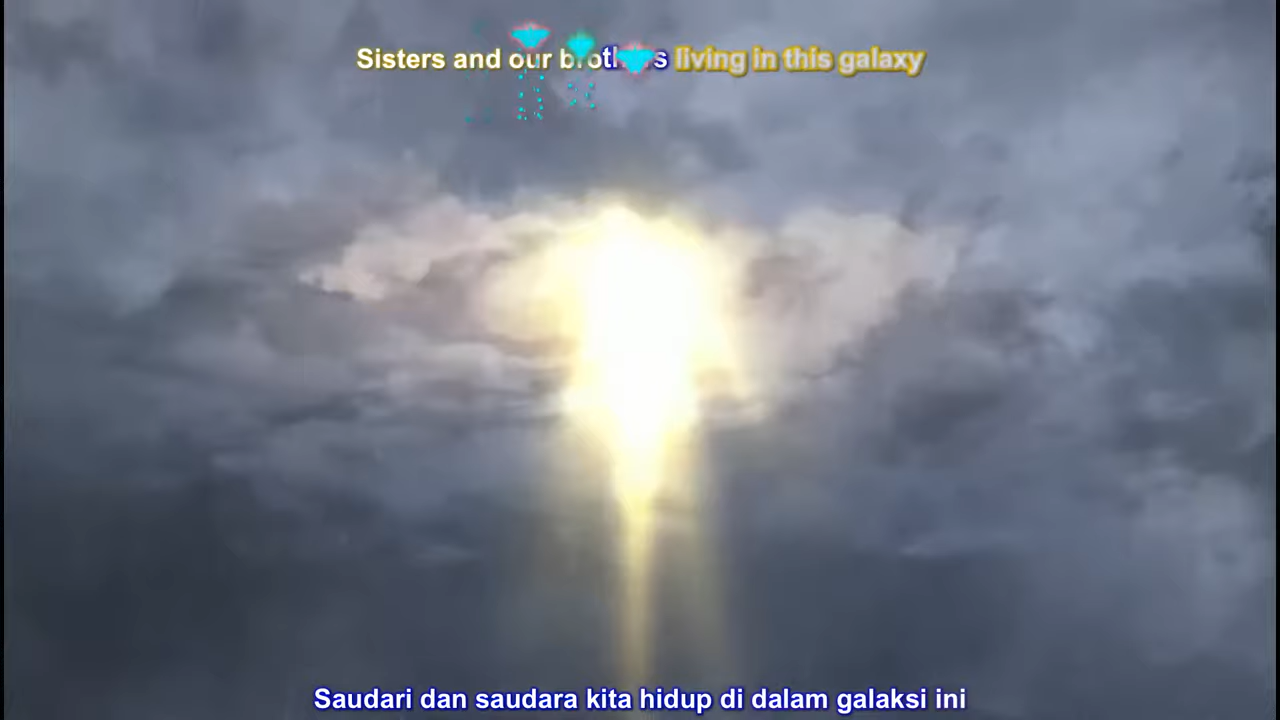 Sisters and our brothers living in this galaxy
Saudari dan saudara kita hidup di dalam galaksi ini